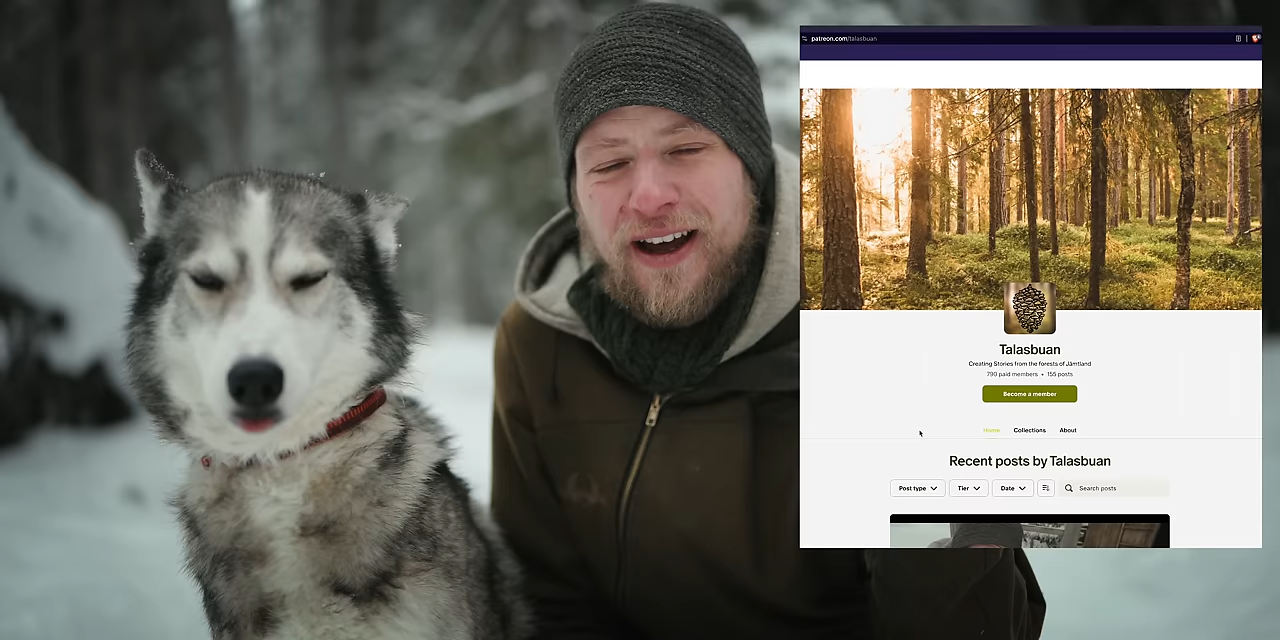 patreon.com/talasbuan
Talasbuan
Creating Stories from the forests of Jämtland
790 paid members • 155 posts
Become a member
Home Collections About
Recent posts by Talasbuan
Post type Tier Date Search posts